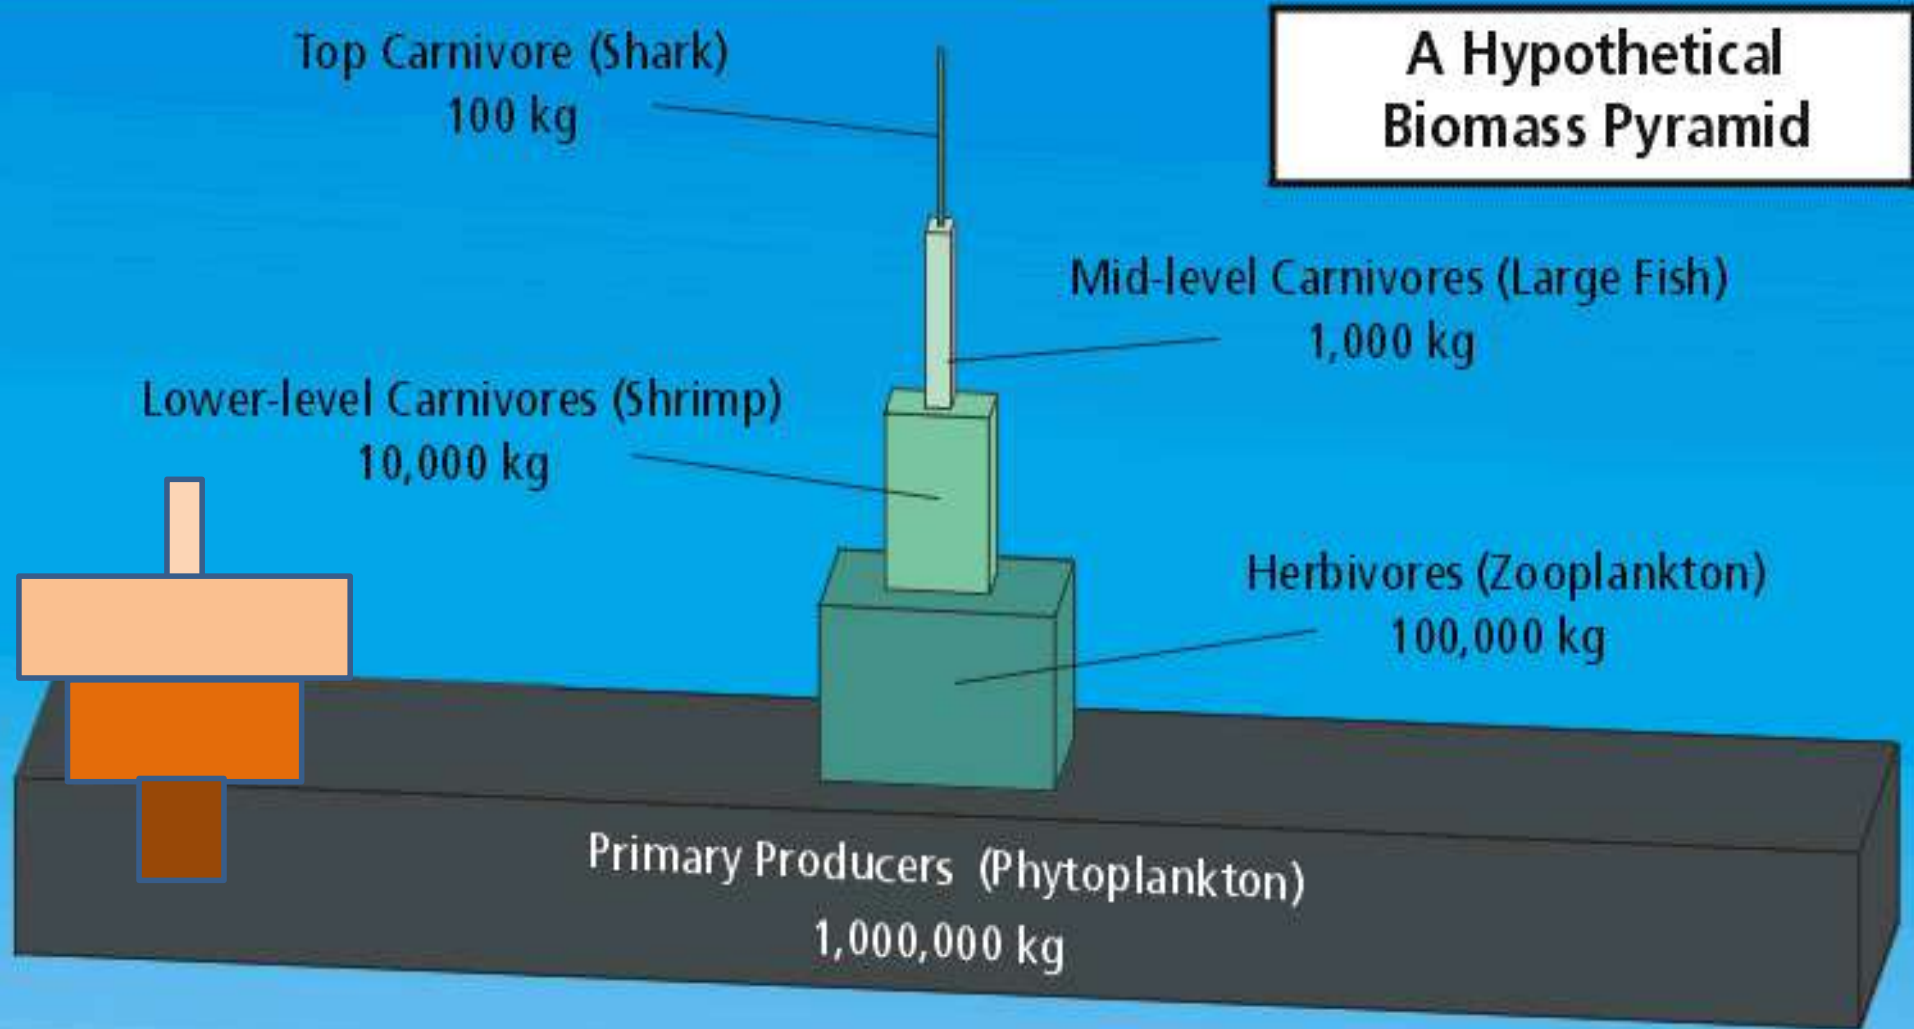 Top Carnivore (Shark)
100 kg
A Hypothetical
Biomass Pyramid
Mid-level Carnivores (Large Fish)
1,000 kg
Lower-level Carnivores (Shrimp)
10,000 kg
Herbivores (Zooplankton)
100,000 kg
Primary Producers (Phytoplankton)
1,000,000 kg